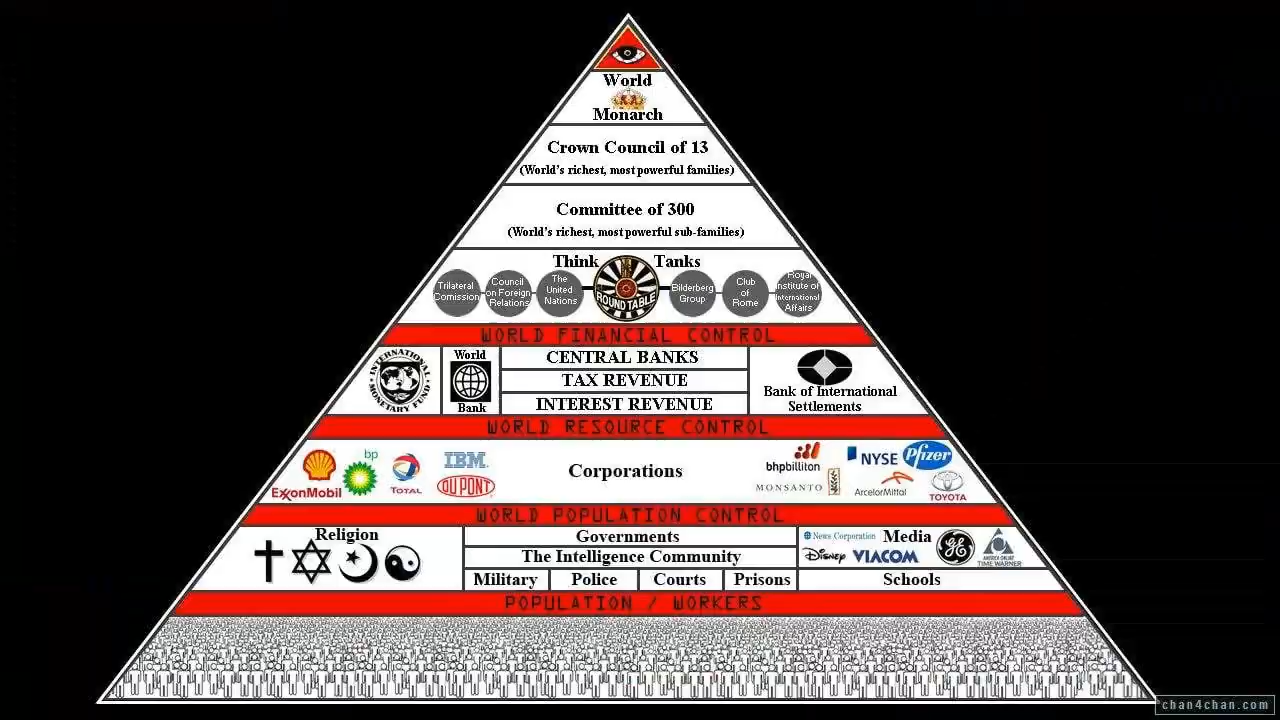 World
Monarch
Crown Council of 13
(World's richest, most powerful families)
Committee of 300
(World's richest, most powerful sub-families)
Think Tanks
Trilateral
Comission
Council
on Foreign
Relations
The
United
Nations
ROUND TABLE
Bilderberg
Group
Club
of
Rome
Royal
Institute of
International
Affairs
WORLD FINANCIAL CONTROL
INTERNATIONAL
MONETARY FUND
World
Bank
CENTRAL BANKS
TAX REVENUE
INTEREST REVENUE
Bank of International
Settlements
WORLD RESOURCE CONTROL
ExxonMobil
bp
TOTAL
IBM
DU PONT
Corporations
bhpbilliton
MONSANTO
NYSE
Pfizer
ArcelorMittal
TOYOTA
WORLD POPULATION CONTROL
Religion
Governments
The Intelligence Community
Military
Police
Courts
Prisons
News Corporation
Media
Disney
VIACOM
GE
AMERICA ONLINE
TIME WARNER
Schools
POPULATION / WORKERS
chan4chan.com